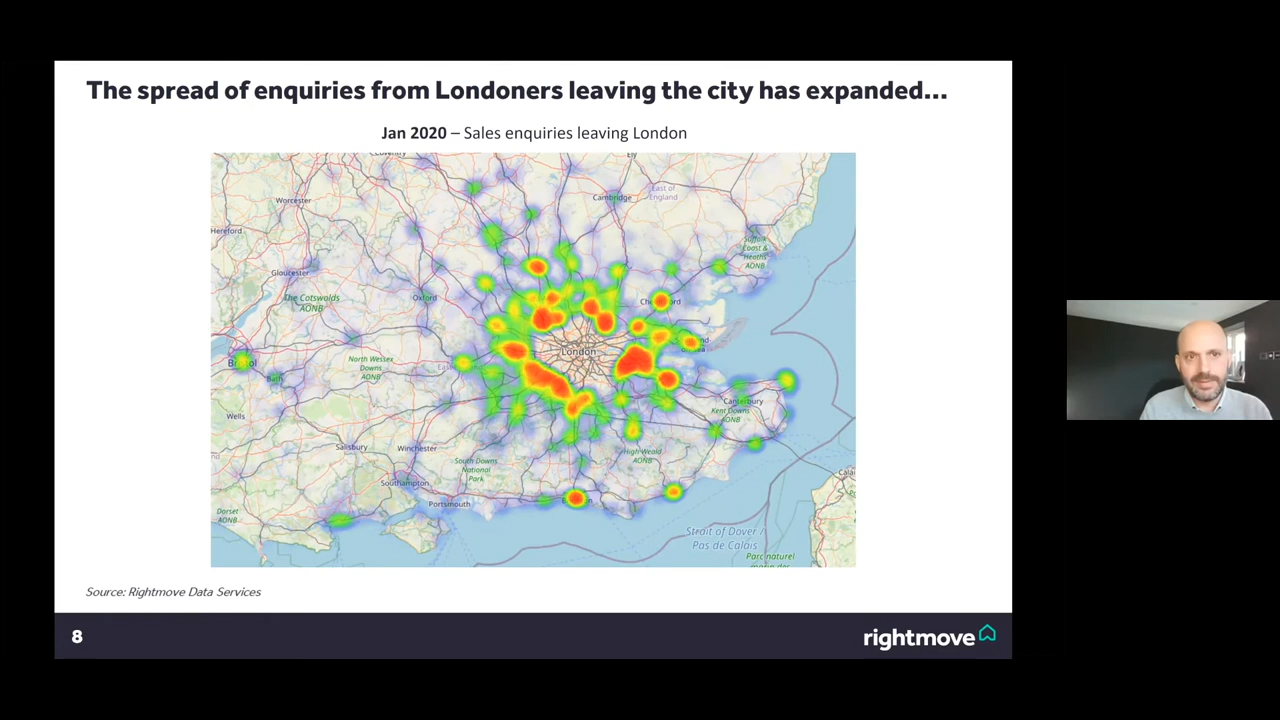 The spread of enquiries from Londoners leaving the city has expanded...
Jan 2020 – Sales enquiries leaving London
Ely
Worcester
Cambridge
East of
England
Hereford
Suffolk
Coast &
Heaths
AONB
Gloucester
The Cotswolds
AONB
Oxford
London
North Wessex
Downs
AONB
Bath
Canterbury
Kent Downs
AONB
Wells
Salisbury
Winchester
High Weald
AONB
South Downs
National
Park
Southampton
Portsmouth
Dorset
AONB
Strait of Dover /
Pas de Calais
Parc naturel
Source: Rightmove Data Services
8
rightmove